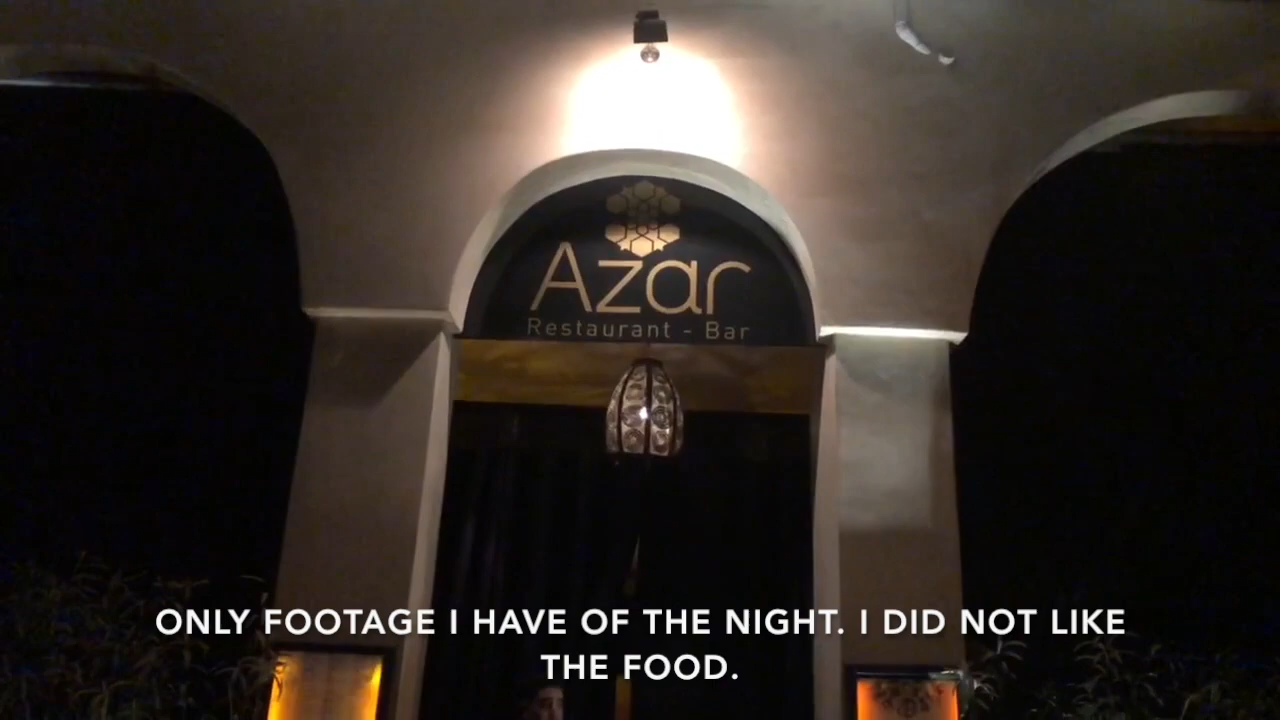 Azar
Restaurant - Bar
ONLY FOOTAGE I HAVE OF THE NIGHT. I DID NOT LIKE
THE FOOD.